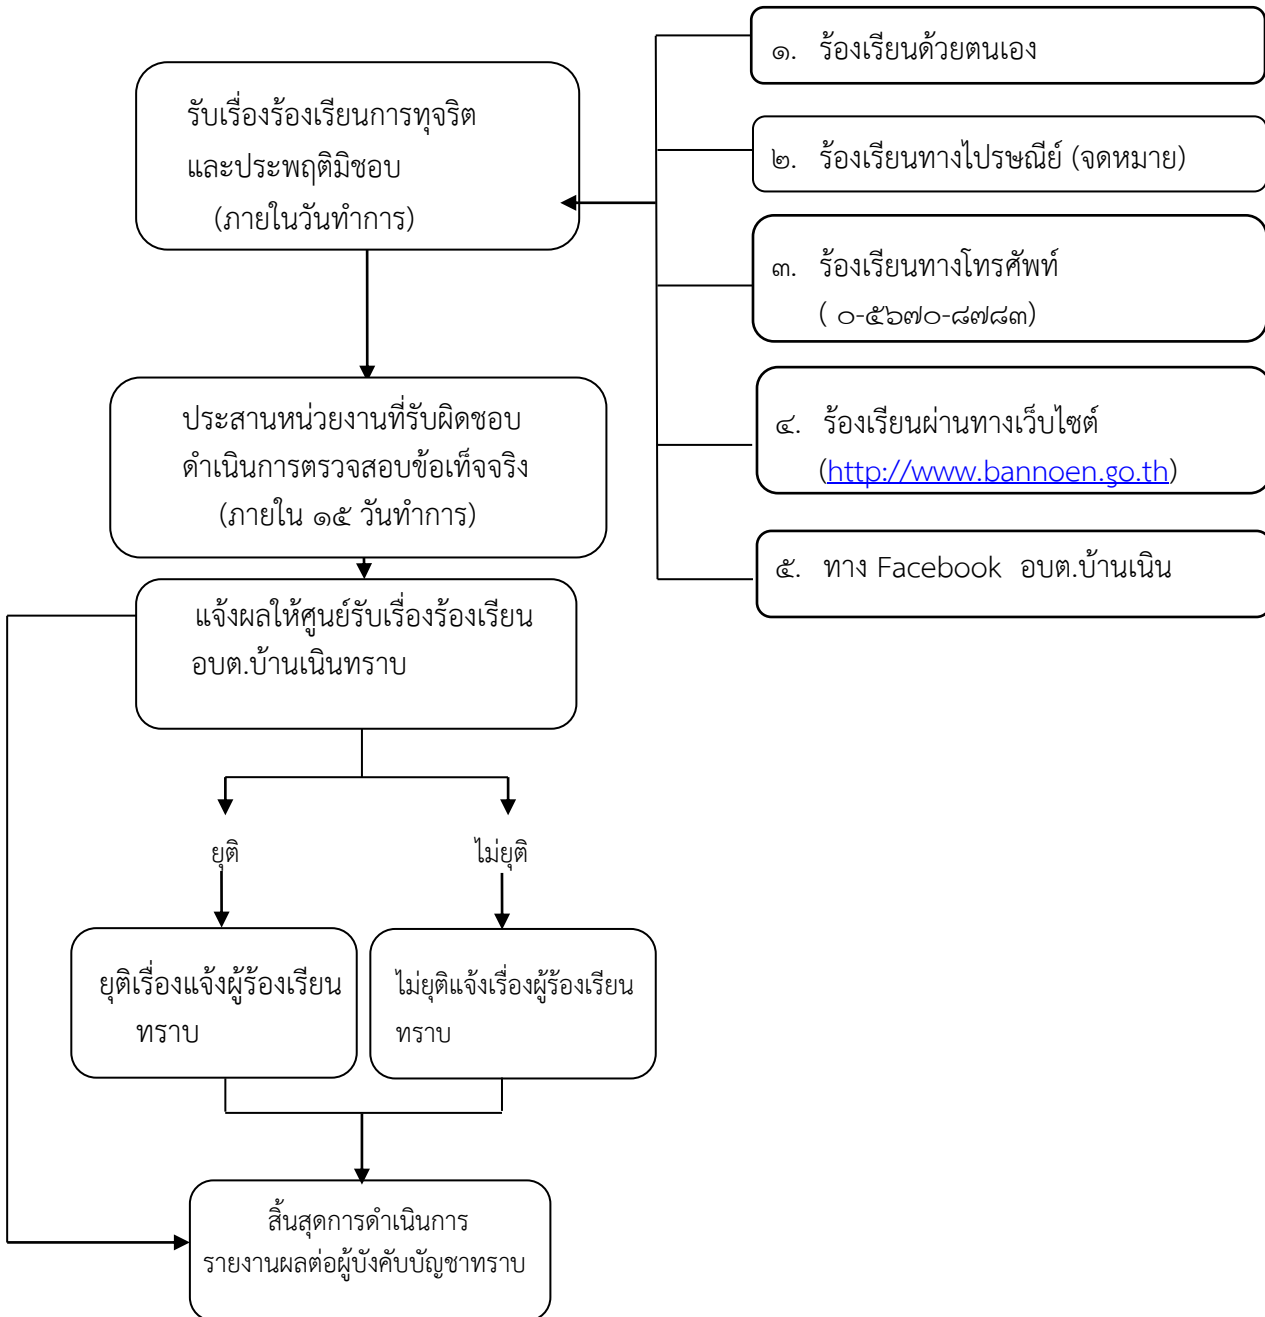 รับเรื่องร้องเรียนการทุจริต
และประพฤติมิชอบ
(ภายในวันทำการ)
๑. ร้องเรียนด้วยตนเอง
๒. ร้องเรียนทางไปรษณีย์ (จดหมาย)
๓. ร้องเรียนทางโทรศัพท์
( ๐-๕๖๗๐-๘๗๘๓)
๔. ร้องเรียนผ่านทางเว็บไซต์
(http://www.bannoen.go.th)
๕. ทาง Facebook อบต.บ้านเนิน
ประสานหน่วยงานที่รับผิดชอบ
ดำเนินการตรวจสอบข้อเท็จจริง
(ภายใน ๑๕ วันทำการ)
แจ้งผลให้ศูนย์รับเรื่องร้องเรียน
อบต.บ้านเนินทราบ
ยุติ
ไม่ยุติ
ยุติเรื่องแจ้งผู้ร้องเรียน
ทราบ
ไม่ยุติแจ้งเรื่องผู้ร้องเรียน
ทราบ
สิ้นสุดการดำเนินการ
รายงานผลต่อผู้บังคับบัญชาทราบ